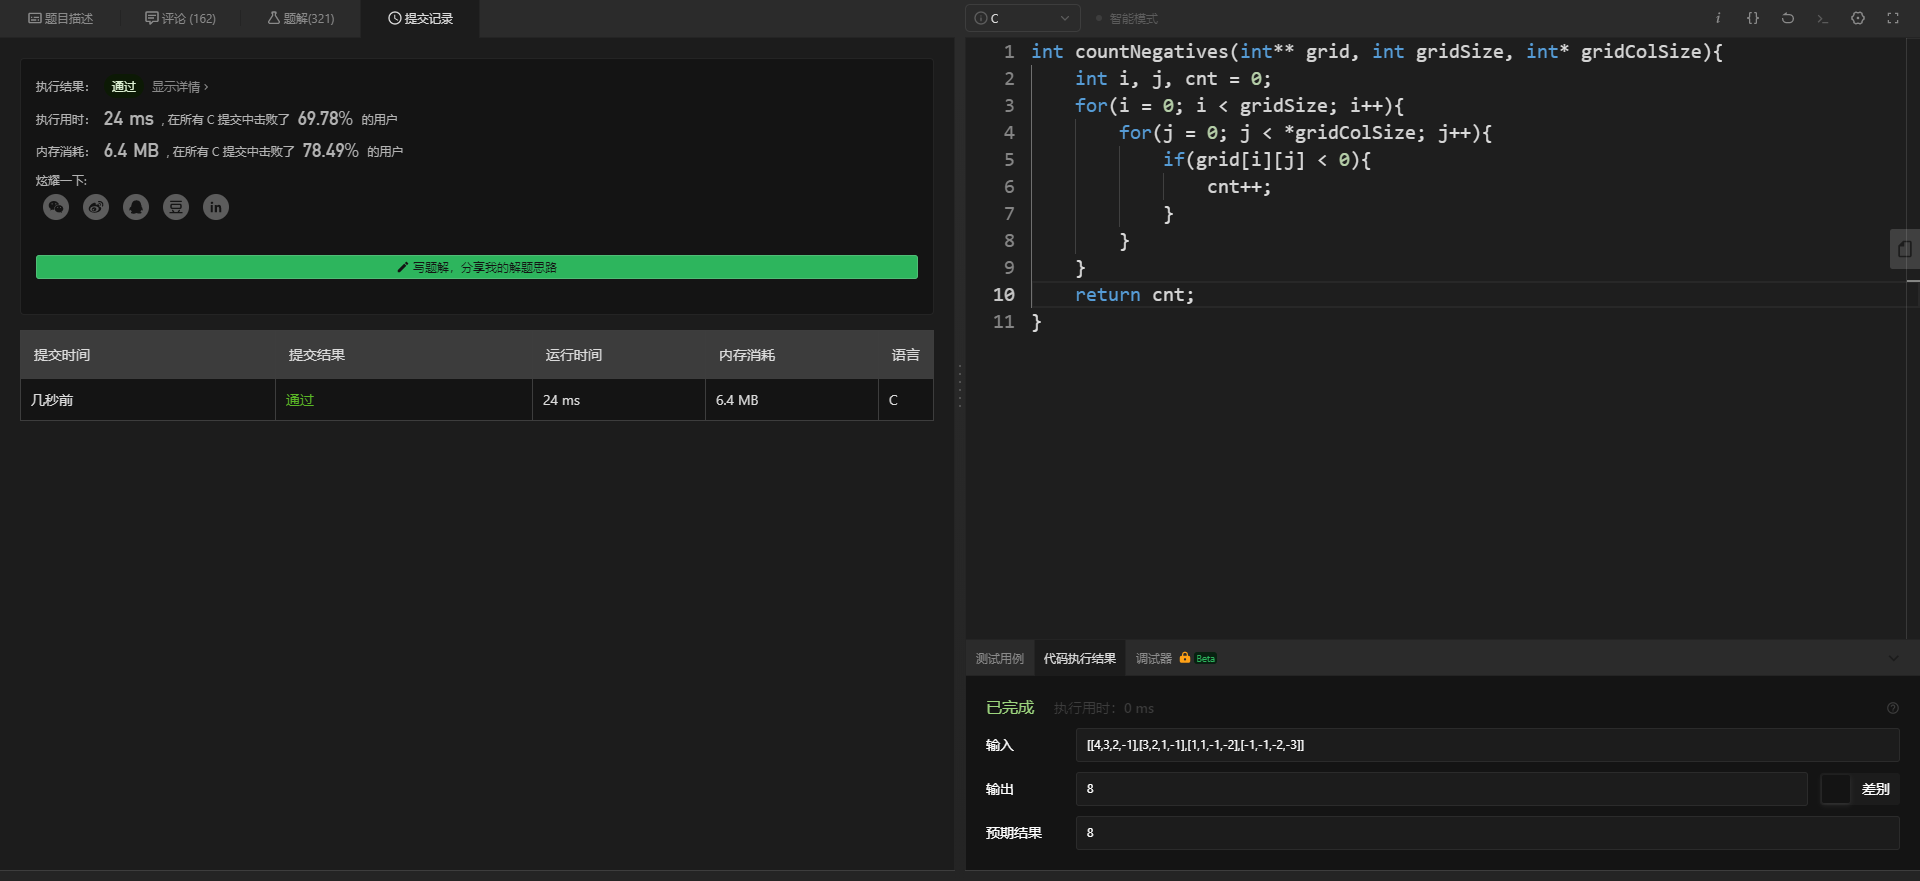 题目描述
评论 (162)
题解(321)
提交记录
执行结果： 通过 显示详情 ›
执行用时： 24 ms , 在所有 C 提交中击败了 69.78% 的用户
内存消耗： 6.4 MB , 在所有 C 提交中击败了 78.49% 的用户
炫耀一下:
豆 in
写题解，分享我的解题思路
提交时间 提交结果 运行时间 内存消耗 语言
几秒前 通过 24 ms 6.4 MB C
i C 智能模式 i {} >_
1 int countNegatives(int** grid, int gridSize, int* gridColSize){
2     int i, j, cnt = 0;
3     for(i = 0; i < gridSize; i++){
4         for(j = 0; j < *gridColSize; j++){
5             if(grid[i][j] < 0){
6                 cnt++;
7             }
8         }
9     }
10     return cnt;
11 }
测试用例 代码执行结果 调试器 Beta
已完成 执行用时：0 ms ?
输入 [[4,3,2,-1],[3,2,1,-1],[1,1,-1,-2],[-1,-1,-2,-3]]
输出 8 差别
预期结果 8